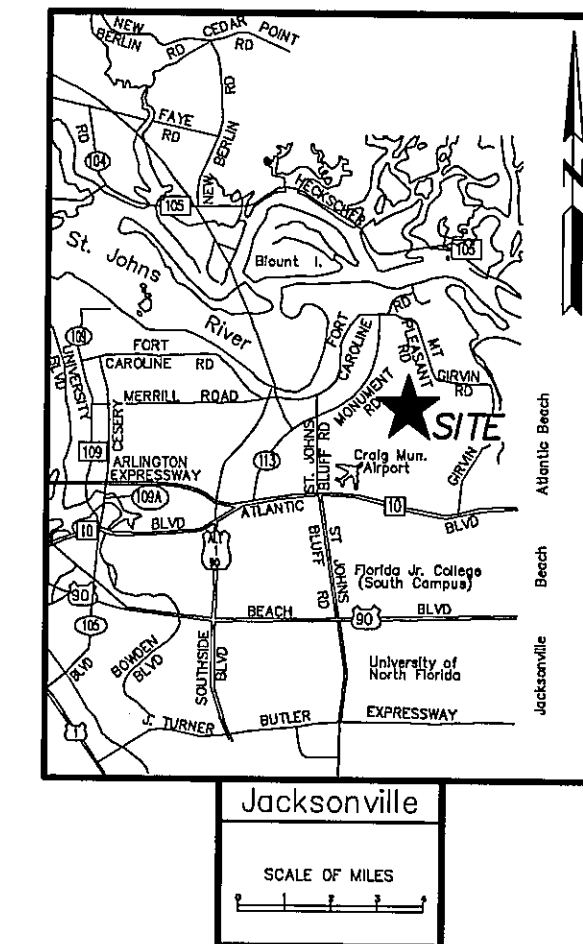 NEW BERLIN RD
CEDAR POINT RD
FAYE RD
NEW BERLIN RD
RD
104
105
HECKSCHER
105
St. Johns River
Blount I.
109
UNIVERSITY BLVD
FORT CAROLINE RD
FORT CAROLINE RD
MT PLEASANT RD
GIRVIN RD
MERRILL ROAD
MONUMENT RD
SITE
CESERY
109
113
ST. JOHNS BLUFF RD
Craig Mun. Airport
GIRVIN
Atlantic Beach
ARLINGTON EXPRESSWAY
109A
ATLANTIC BLVD
10
10
BLVD
ALT 1
ST JOHNS BLUFF RD
Florida Jr. College
(South Campus)
Beach
90
BEACH BLVD
90
105
BLVD
BOWDEN BLVD
SOUTHSIDE BLVD
University of
North Florida
Jacksonville
J. TURNER BUTLER EXPRESSWAY
1
N
Jacksonville
SCALE OF MILES
0 1 2 3 4